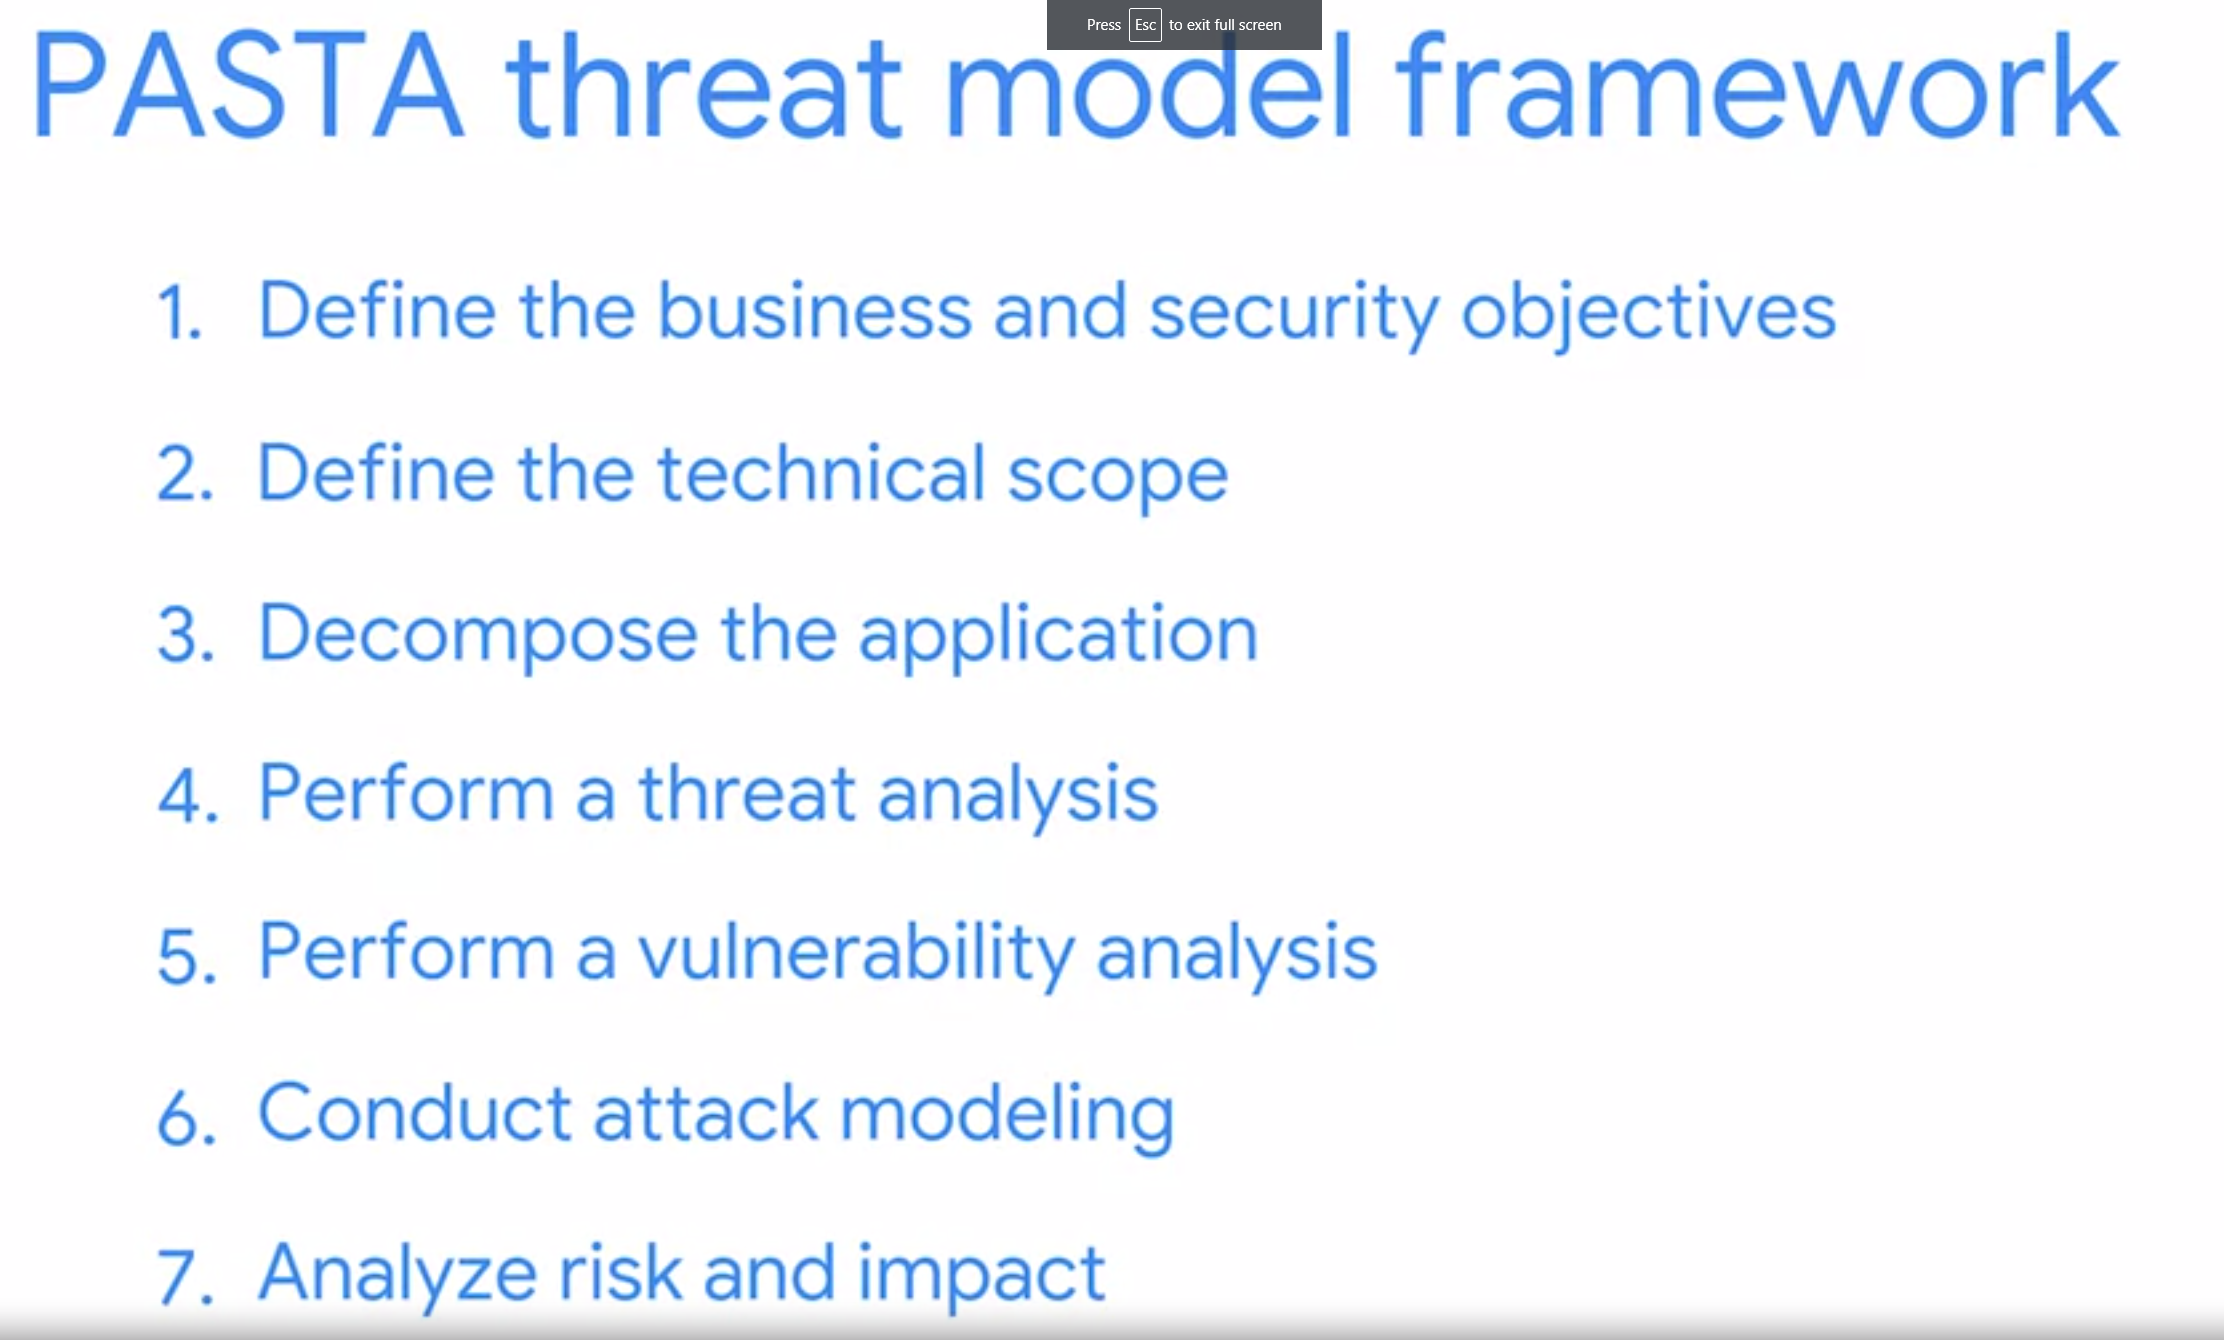 Press Esc to exit full screen
PASTA threat model framework
1. Define the business and security objectives
2. Define the technical scope
3. Decompose the application
4. Perform a threat analysis
5. Perform a vulnerability analysis
6. Conduct attack modeling
7. Analyze risk and impact